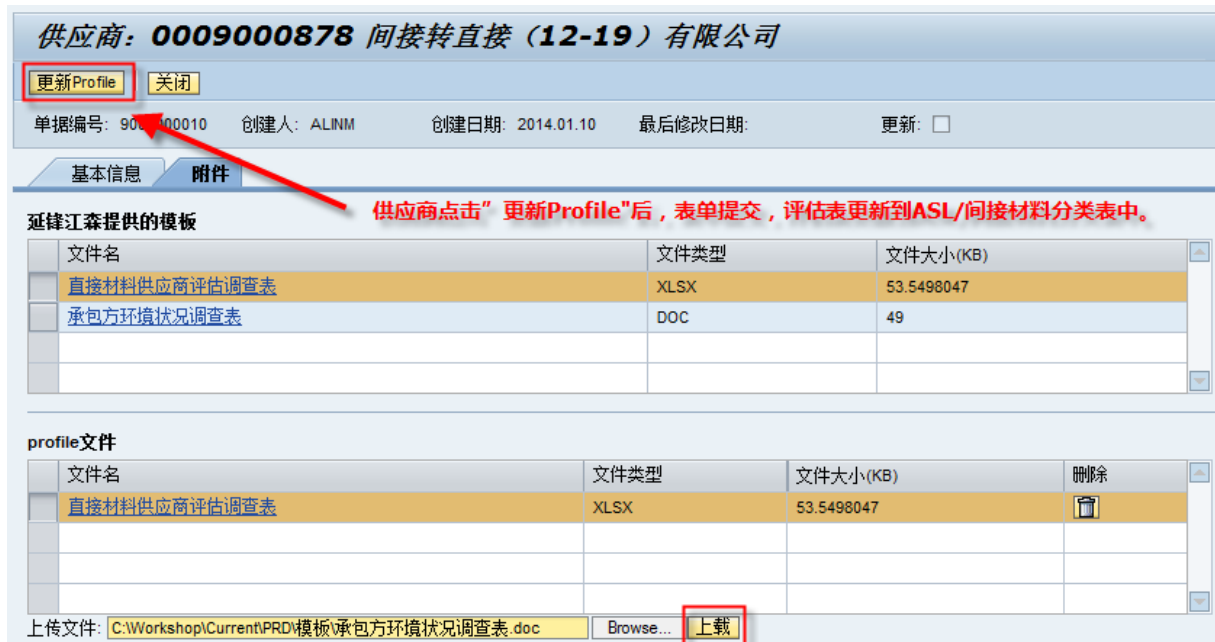 供应商: 0009000878 间接转直接（12-19）有限公司
更新Profile 关闭
单据编号: 创建人: ALINM 创建日期: 2014.01.10 最后修改日期: 更新:
基本信息 附件
供应商点击”更新Profile"后，表单提交，评估表更新到ASL/间接材料分类表中。
延锋江森提供的模板
文件名 文件类型 文件大小(KB)
直接材料供应商评估调查表 XLSX 53.5498047
承包方环境状况调查表 DOC 49
profile文件
文件名 文件类型 文件大小(KB) 删除
直接材料供应商评估调查表 XLSX 53.5498047
上传文件: C:\Workshop\Current\PRD\模板\承包方环境状况调查表.doc Browse... 上载